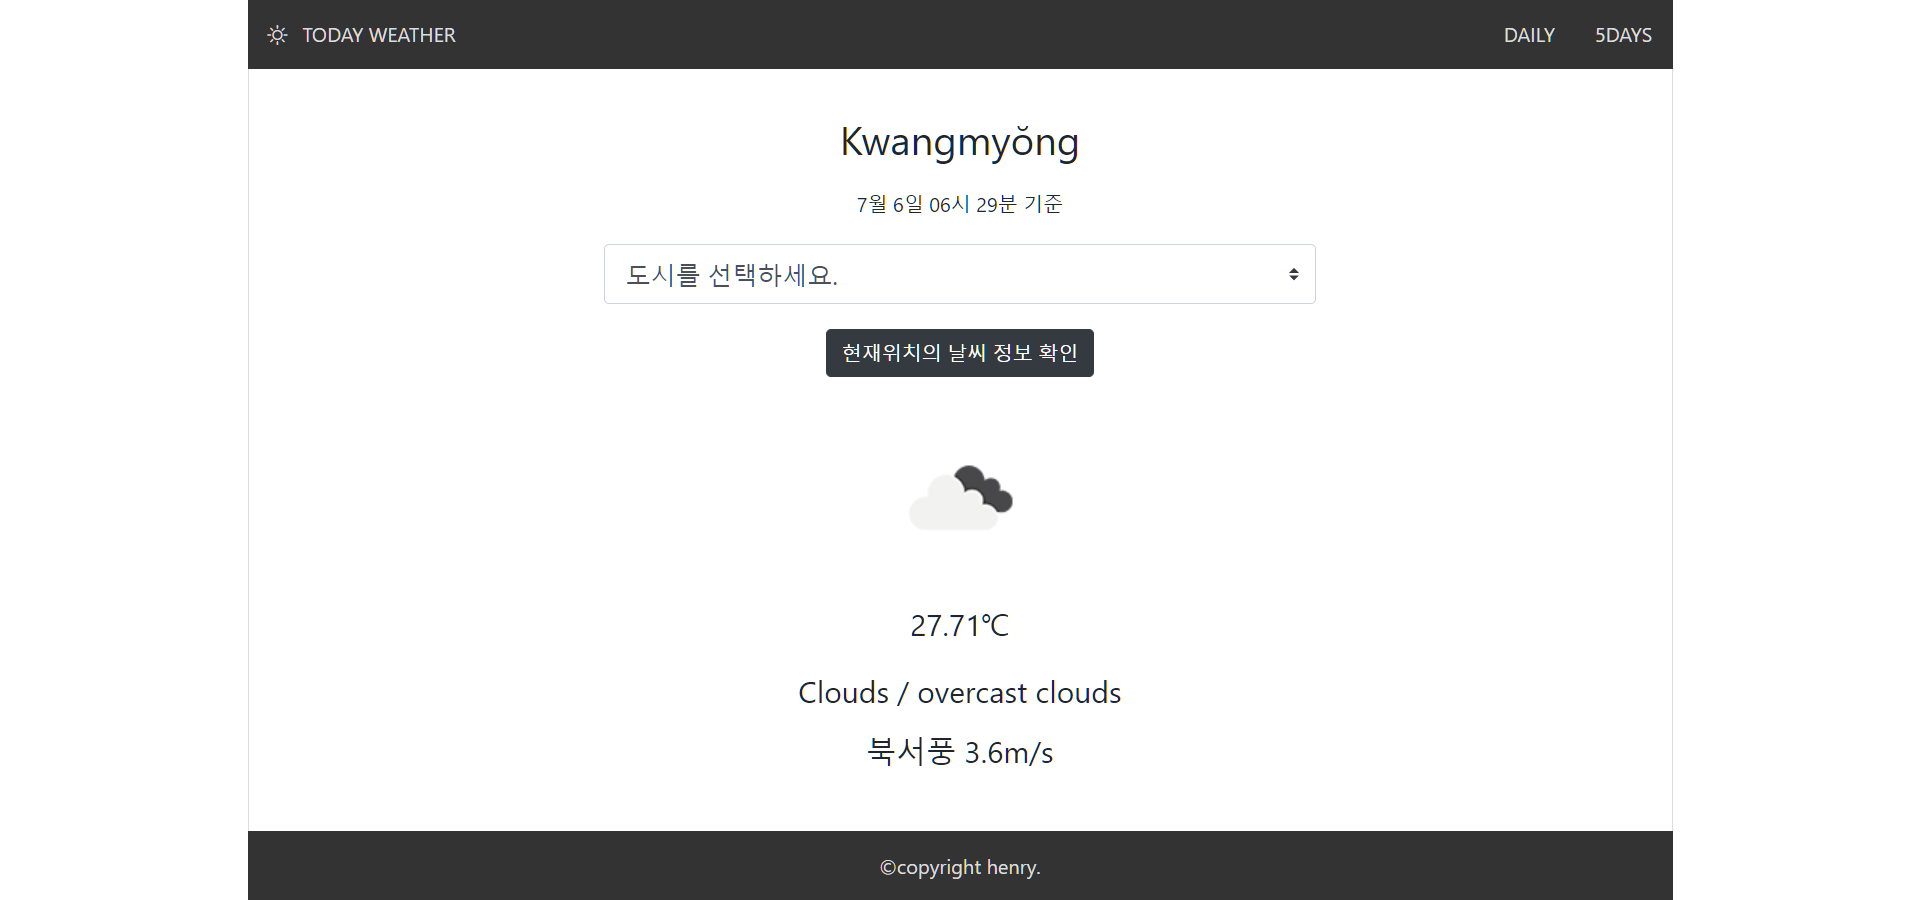 TODAY WEATHER
DAILY
5DAYS
Kwangmyŏng
7월 6일 06시 29분 기준
도시를 선택하세요.
현재위치의 날씨 정보 확인
27.71℃
Clouds / overcast clouds
북서풍 3.6m/s
©copyright henry.